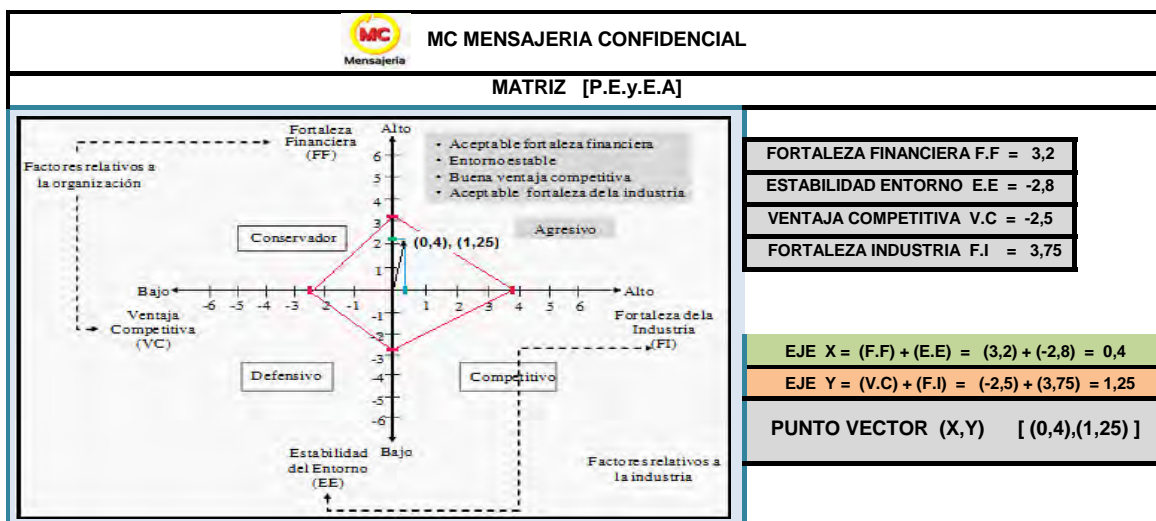 MC
Mensajería
MC MENSAJERIA CONFIDENCIAL
MATRIZ [P.E.y.E.A]
Fortaleza
Financiera
(FF)
Alto
Factores relativos a
la organización
• Aceptable fortaleza financiera
• Entorno estable
• Buena ventaja competitiva
• Aceptable fortaleza de la industria
6
5
4
3
2
1
Conservador
Agresivo
(0,4), (1,25)
Bajo
-6 -5 -4 -3 -2 -1
1 2 3 4 5 6
Alto
Ventaja
Competitiva
(VC)
Fortaleza de la
Industria
(FI)
-1
-2
-3
-4
-5
-6
Defensivo
Competitivo
Estabilidad
del Entorno
(EE)
Bajo
Factores relativos a
la industria
FORTALEZA FINANCIERA F.F = 3,2
ESTABILIDAD ENTORNO E.E = -2,8
VENTAJA COMPETITIVA V.C = -2,5
FORTALEZA INDUSTRIA F.I = 3,75
EJE X = (F.F) + (E.E) = (3,2) + (-2,8) = 0,4
EJE Y = (V.C) + (F.I) = (-2,5) + (3,75) = 1,25
PUNTO VECTOR (X,Y) [ (0,4),(1,25) ]